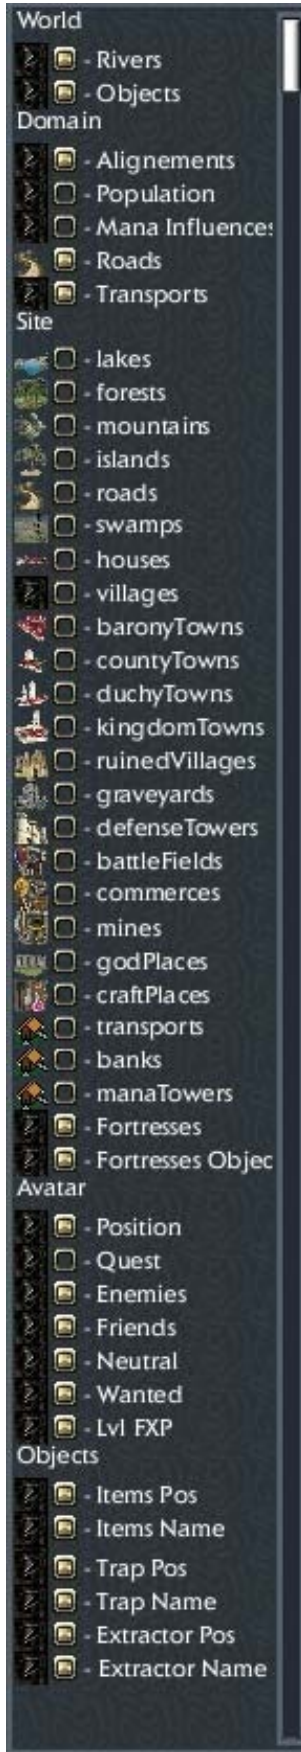 World
- Rivers
- Objects
Domain
- Alignements
- Population
- Mana Influences
- Roads
- Transports
Site
- lakes
- forests
- mountains
- islands
- roads
- swamps
- houses
- villages
- baronyTowns
- countyTowns
- duchyTowns
- kingdomTowns
- ruinedVillages
- graveyards
- defenseTowers
- battleFields
- commerces
- mines
- godPlaces
- craftPlaces
- transports
- banks
- manaTowers
- Fortresses
- Fortresses Objec
Avatar
- Position
- Quest
- Enemies
- Friends
- Neutral
- Wanted
- Lvl FXP
Objects
- Items Pos
- Items Name
- Trap Pos
- Trap Name
- Extractor Pos
- Extractor Name